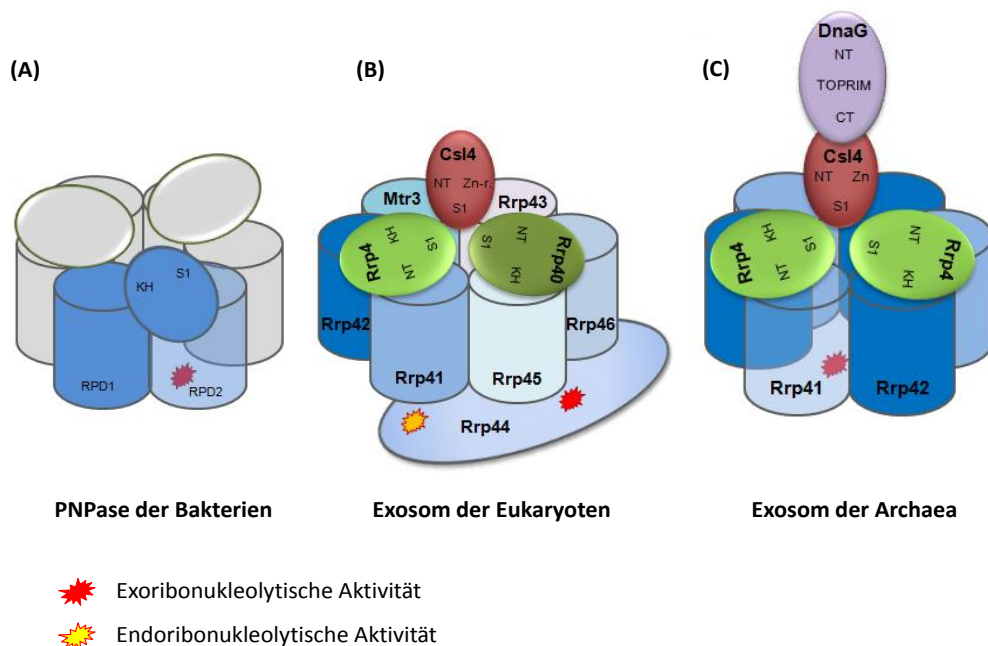 (A)
KH
S1
RPD1
RPD2
PNPase der Bakterien
(B)
Csl4
NT Zn-r.
S1
Mtr3
Rrp43
Rrp4
KH
NT
S1
S1
NT
KH
Rrp40
Rrp42
Rrp46
Rrp41
Rrp45
Rrp44
Exosom der Eukaryoten
(C)
DnaG
NT
TOPRIM
CT
Csl4
NT Zn
S1
Rrp4
KH
NT
S1
S1
NT
KH
Rrp4
Rrp41
Rrp42
Exosom der Archaea
Exoribonukleolytische Aktivität
Endoribonukleolytische Aktivität